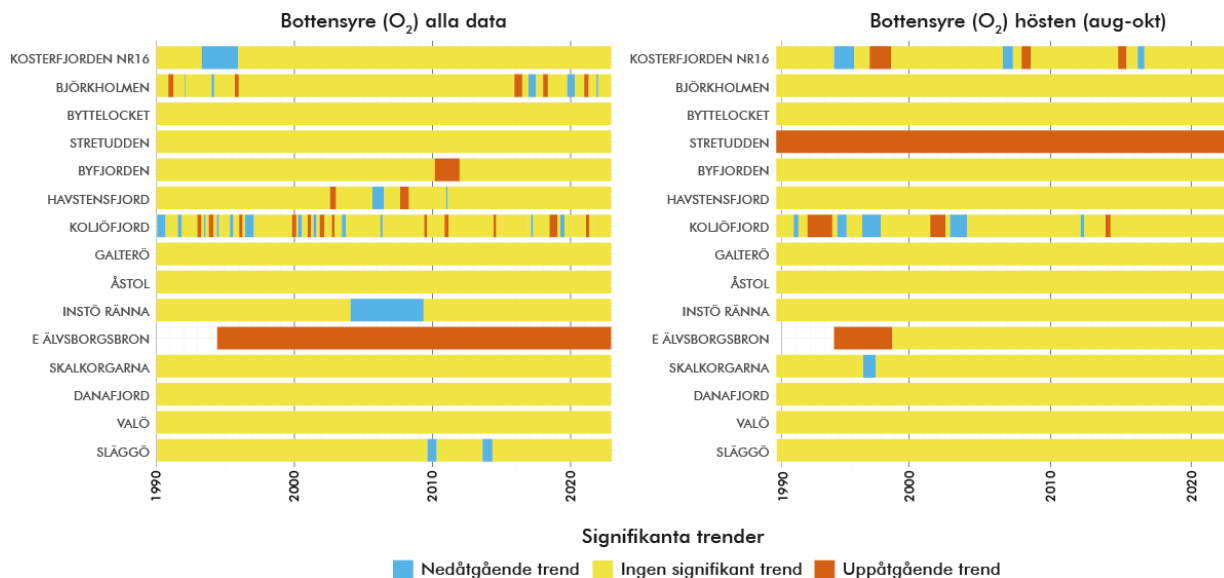 Bottensyre (O₂) alla data
KOSTERFJORDEN NR16
BJÖRKHOLMEN
BYTTELOCKET
STRETUDDEN
BYFJORDEN
HAVSTENSFJORD
KOLJÖFJORD
GALTERÖ
ÅSTOL
INSTÖ RÄNNA
E ÄLVSBORGSBRON
SKALKORGARNA
DANAFJORD
VALÖ
SLÄGGÖ
1990
2000
2010
2020
Bottensyre (O₂) hösten (aug-okt)
KOSTERFJORDEN NR16
BJÖRKHOLMEN
BYTTELOCKET
STRETUDDEN
BYFJORDEN
HAVSTENSFJORD
KOLJÖFJORD
GALTERÖ
ÅSTOL
INSTÖ RÄNNA
E ÄLVSBORGSBRON
SKALKORGARNA
DANAFJORD
VALÖ
SLÄGGÖ
1990
2000
2010
2020
Signifikanta trender
Nedåtgående trend Ingen signifikant trend Uppåtgående trend